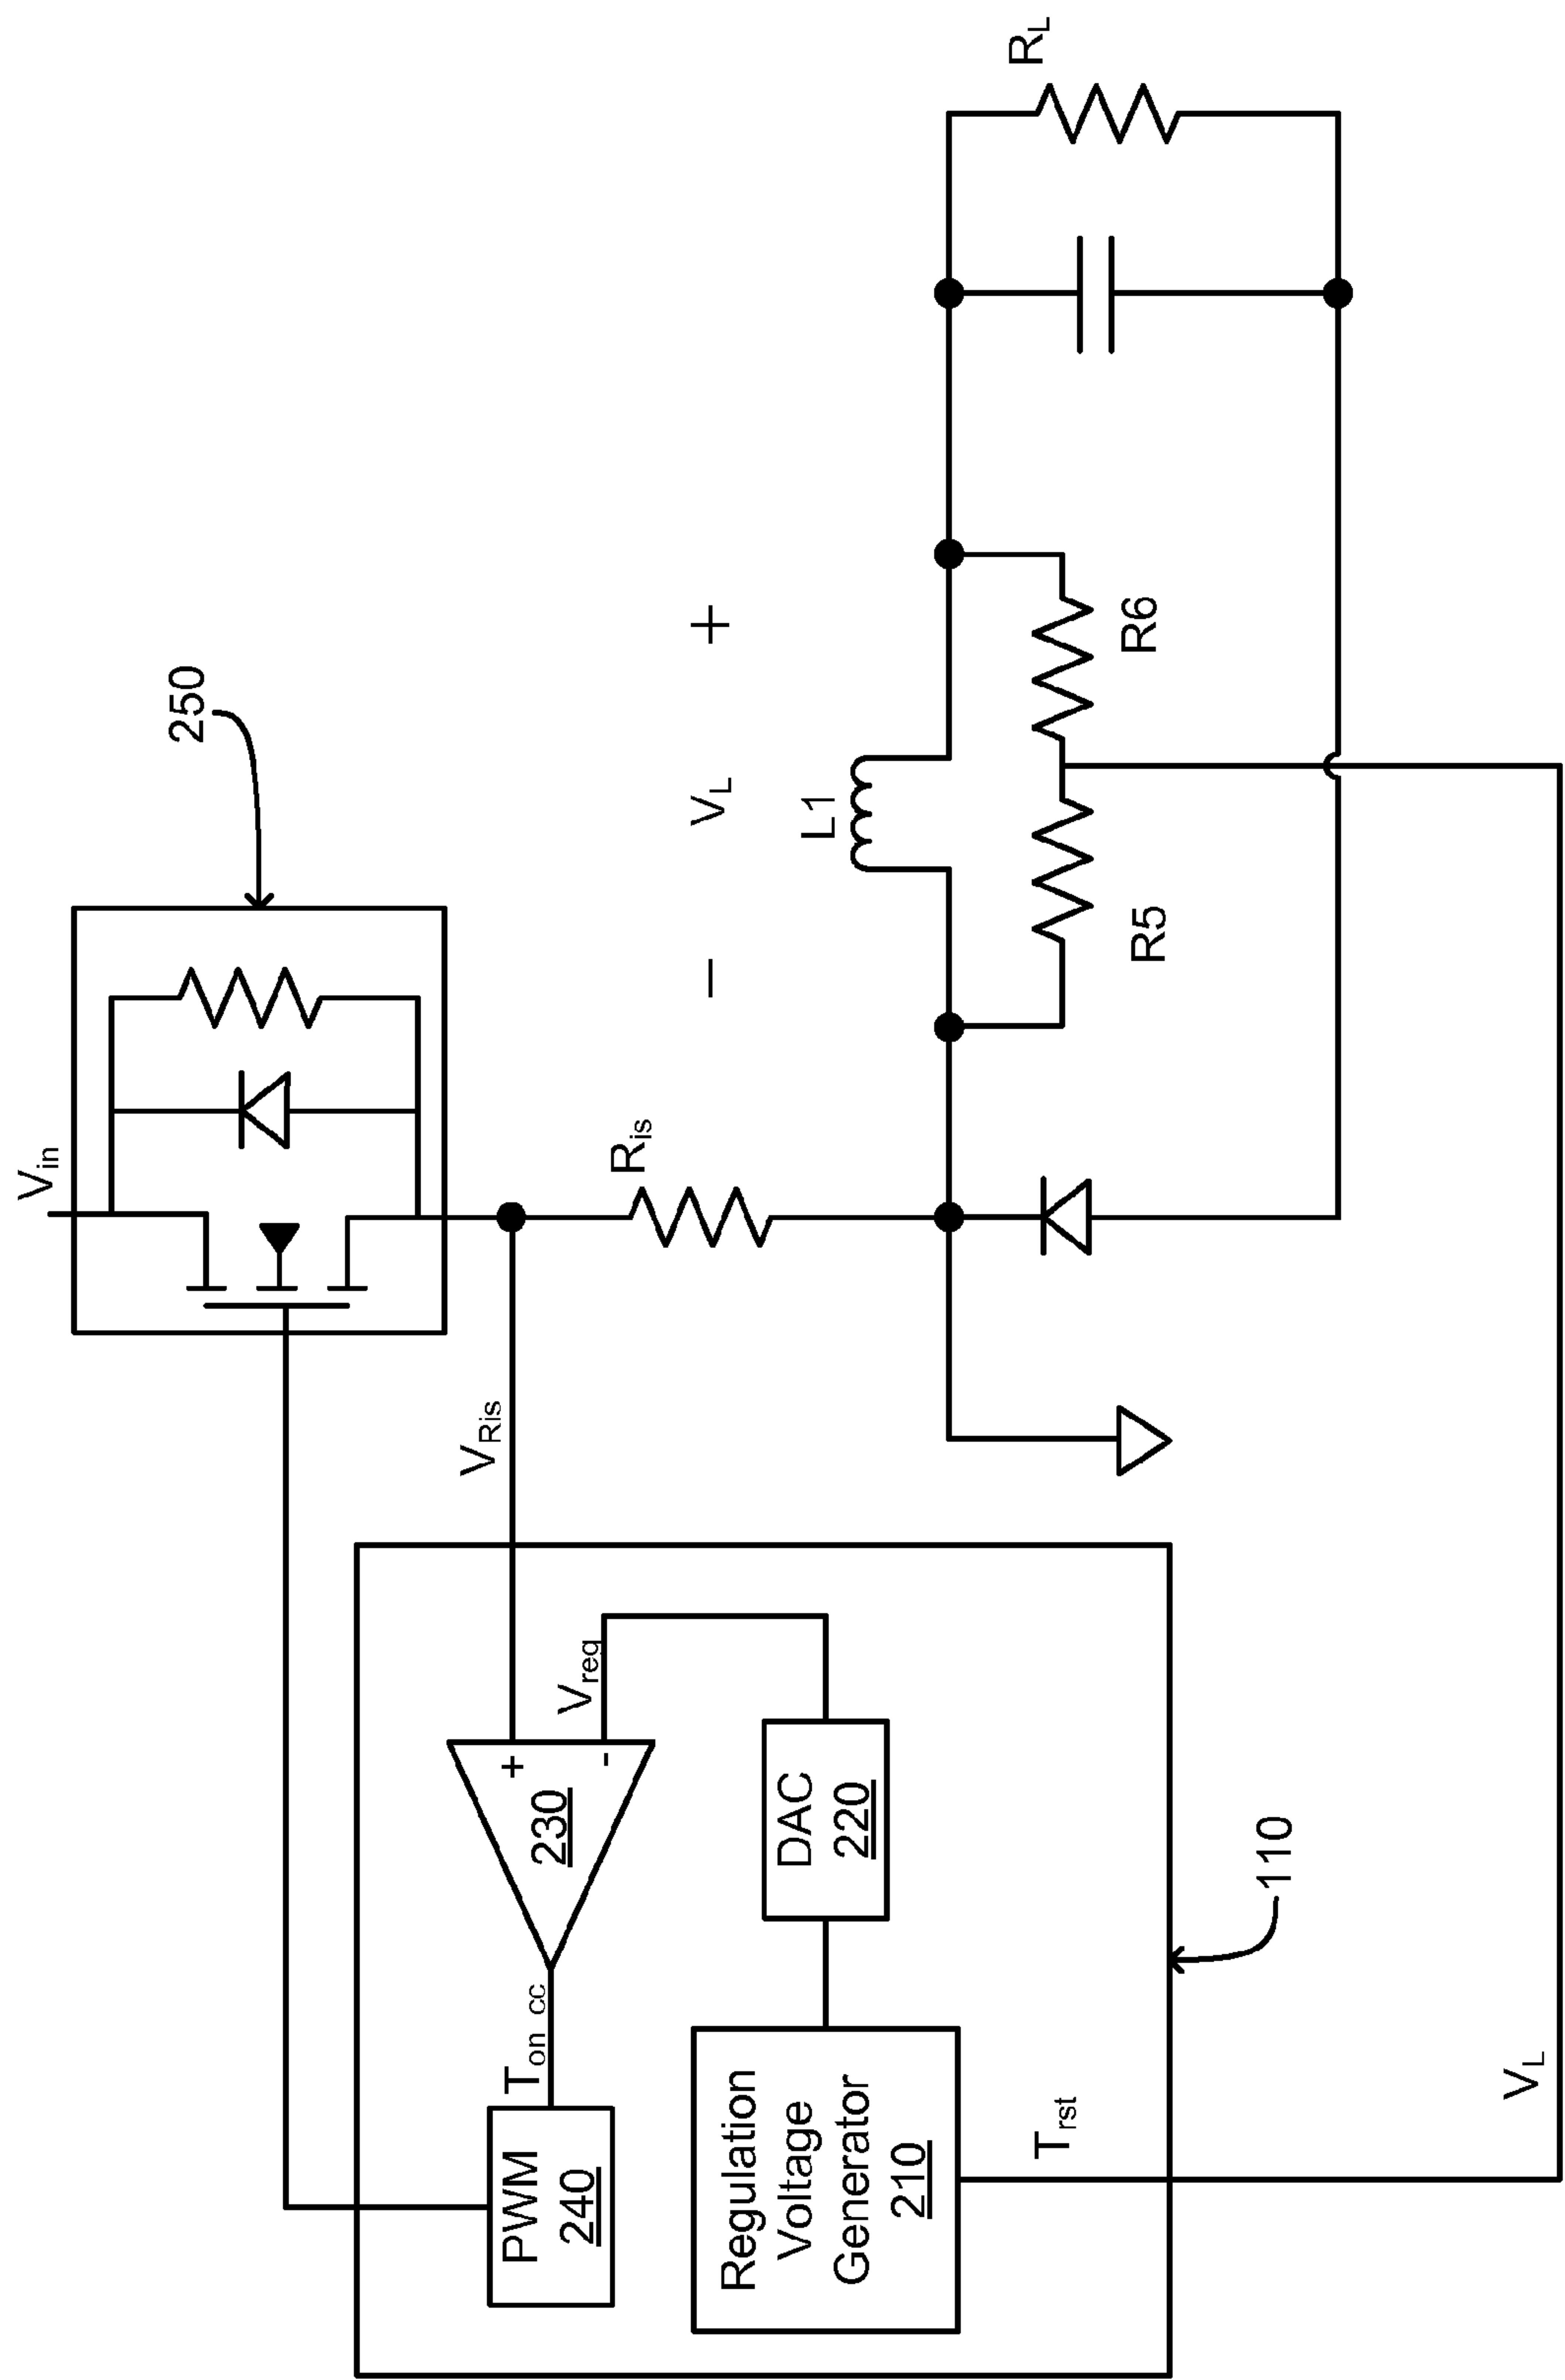 V_in
250
R_is
V_Ris
+
V_L
−
L1
R5
R6
R_L
+
-
230
V_reg
T_on_cc
PWM
240
DAC
220
Regulation
Voltage
Generator
210
T_rst
110
V_L